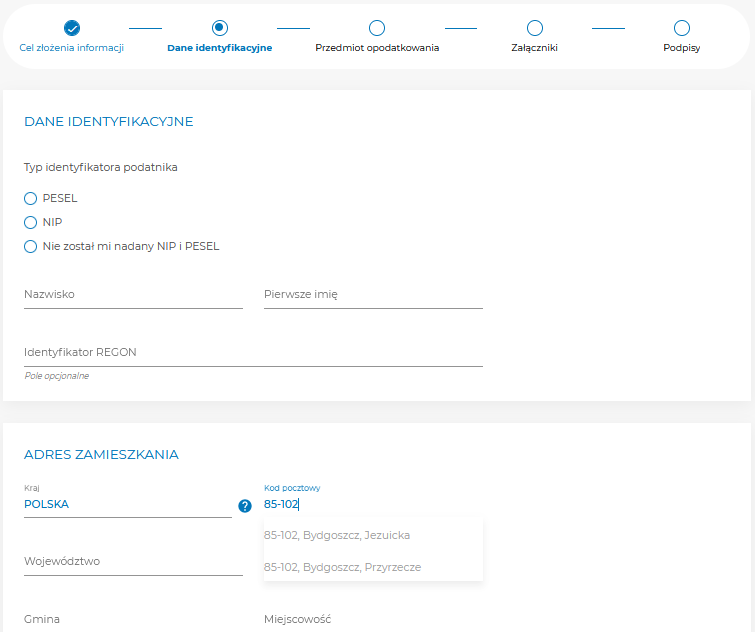 Cel złożenia informacji
Dane identyfikacyjne
Przedmiot opodatkowania
Załączniki
Podpisy
DANE IDENTYFIKACYJNE
Typ identyfikatora podatnika
PESEL
NIP
Nie został mi nadany NIP i PESEL
Nazwisko
Pierwsze imię
Identyfikator REGON
Pole opcjonalne
ADRES ZAMIESZKANIA
Kraj
POLSKA
?
Kod pocztowy
85-102
85-102, Bydgoszcz, Jezuicka
85-102, Bydgoszcz, Przyrzecze
Województwo
Gmina
Miejscowość